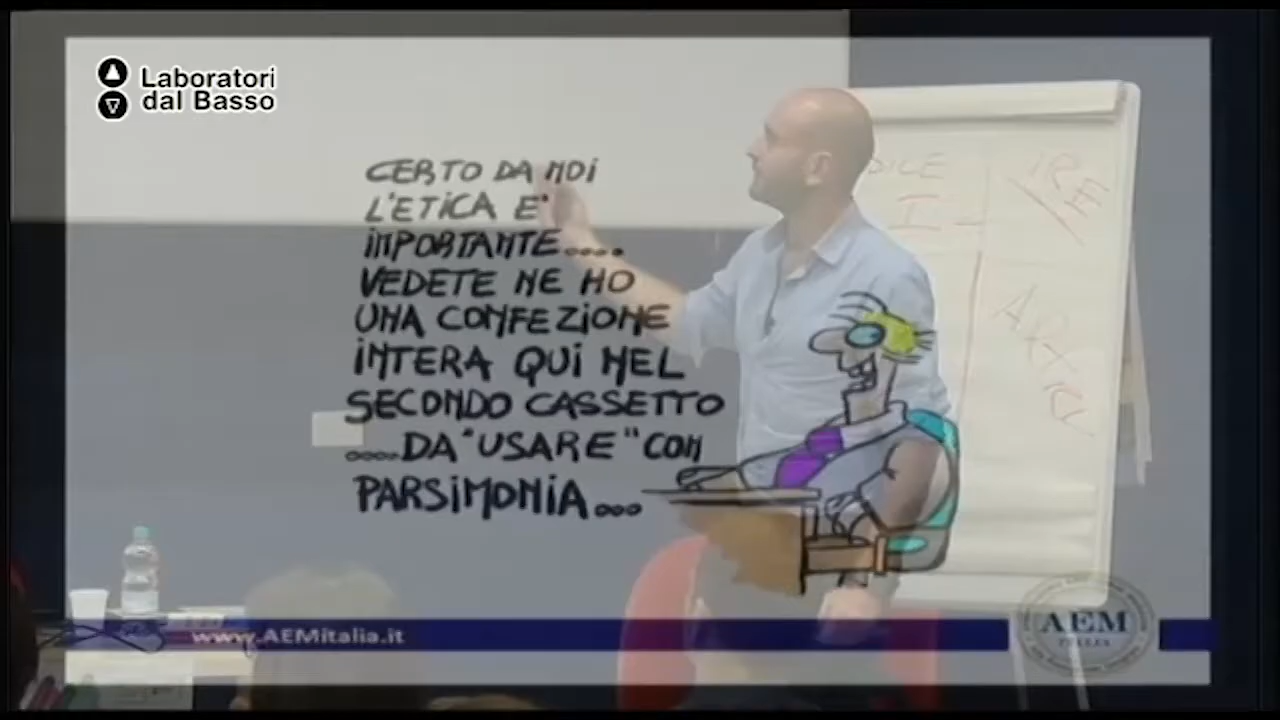 Laboratori
dal Basso
CERTO DA NOI
L'ETICA E'
IMPORTANTE....
VEDETE NE HO
UNA CONFEZIONE
INTERA QUI NEL
SECONDO CASSETTO
....DA "USARE" CON
PARSIMONIA...
I
www.AEMitalia.it
AEM
ITALIA